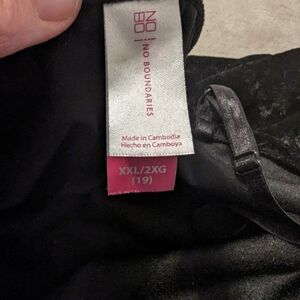 NO
BO
NO BOUNDARIES
Made in Cambodia
Hecho en Camboya
XXL/2XG
(19)